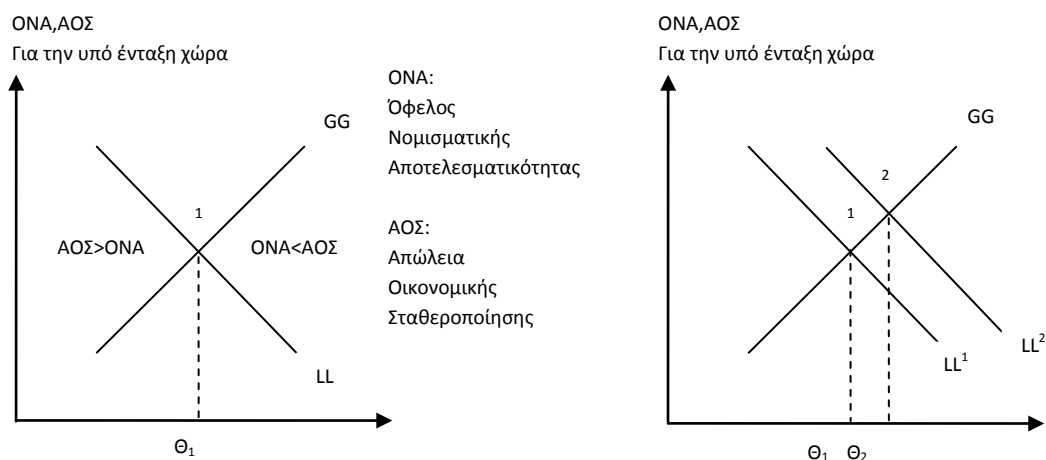 ΟΝΑ,ΑΟΣ
Για την υπό ένταξη χώρα
GG
1
ΑΟΣ>ΟΝΑ
ΟΝΑ<ΑΟΣ
LL
Θ₁
ΟΝΑ:
Όφελος
Νομισματικής
Αποτελεσματικότητας
ΑΟΣ:
Απώλεια
Οικονομικής
Σταθεροποίησης
ΟΝΑ,ΑΟΣ
Για την υπό ένταξη χώρα
GG
2
1
LL²
LL¹
Θ₁ Θ₂